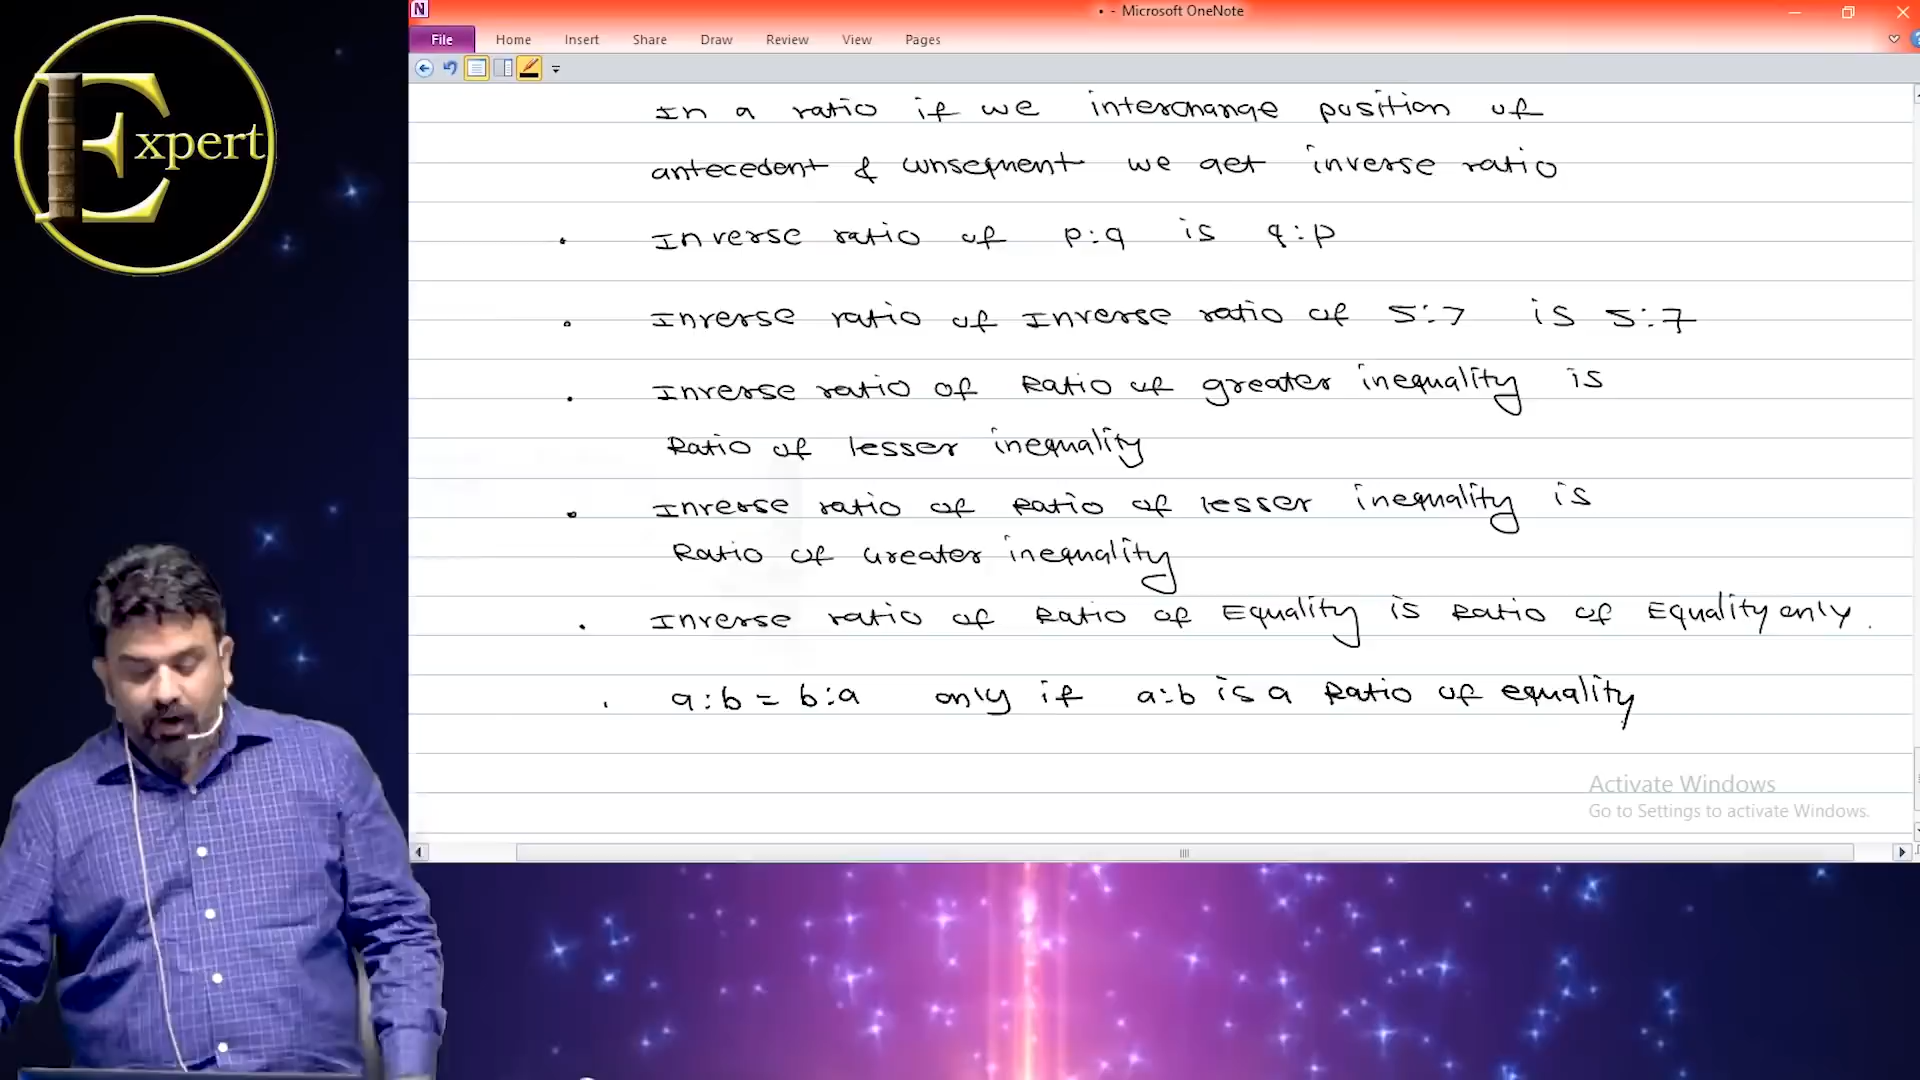 Expert
- Microsoft OneNote
File Home Insert Share Draw Review View Pages
In a ratio if we interchange position of
antecedent & consequent we get inverse ratio
. Inverse ratio of p:q is q:p
. Inverse ratio of Inverse ratio of 5:7 is 5:7
. Inverse ratio of Ratio of greater inequality is
Ratio of lesser inequality
. Inverse ratio of Ratio of lesser inequality is
Ratio of Greater inequality
. Inverse ratio of Ratio of Equality is Ratio of Equality only.
. a:b = b:a only if a:b is a Ratio of equality
Activate Windows
Go to Settings to activate Windows.